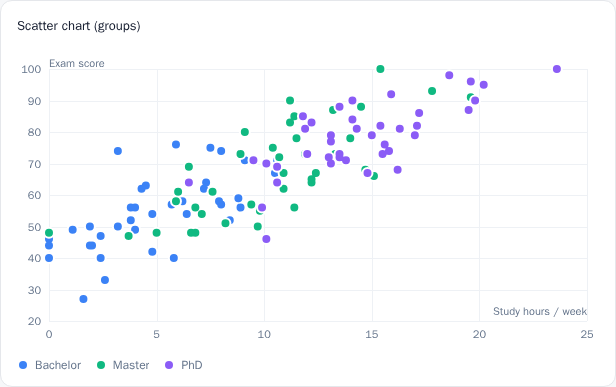 Scatter chart (groups)
Exam score
100
90
80
70
60
50
40
30
20
Study hours / week
0 5 10 15 20 25
Bachelor Master PhD